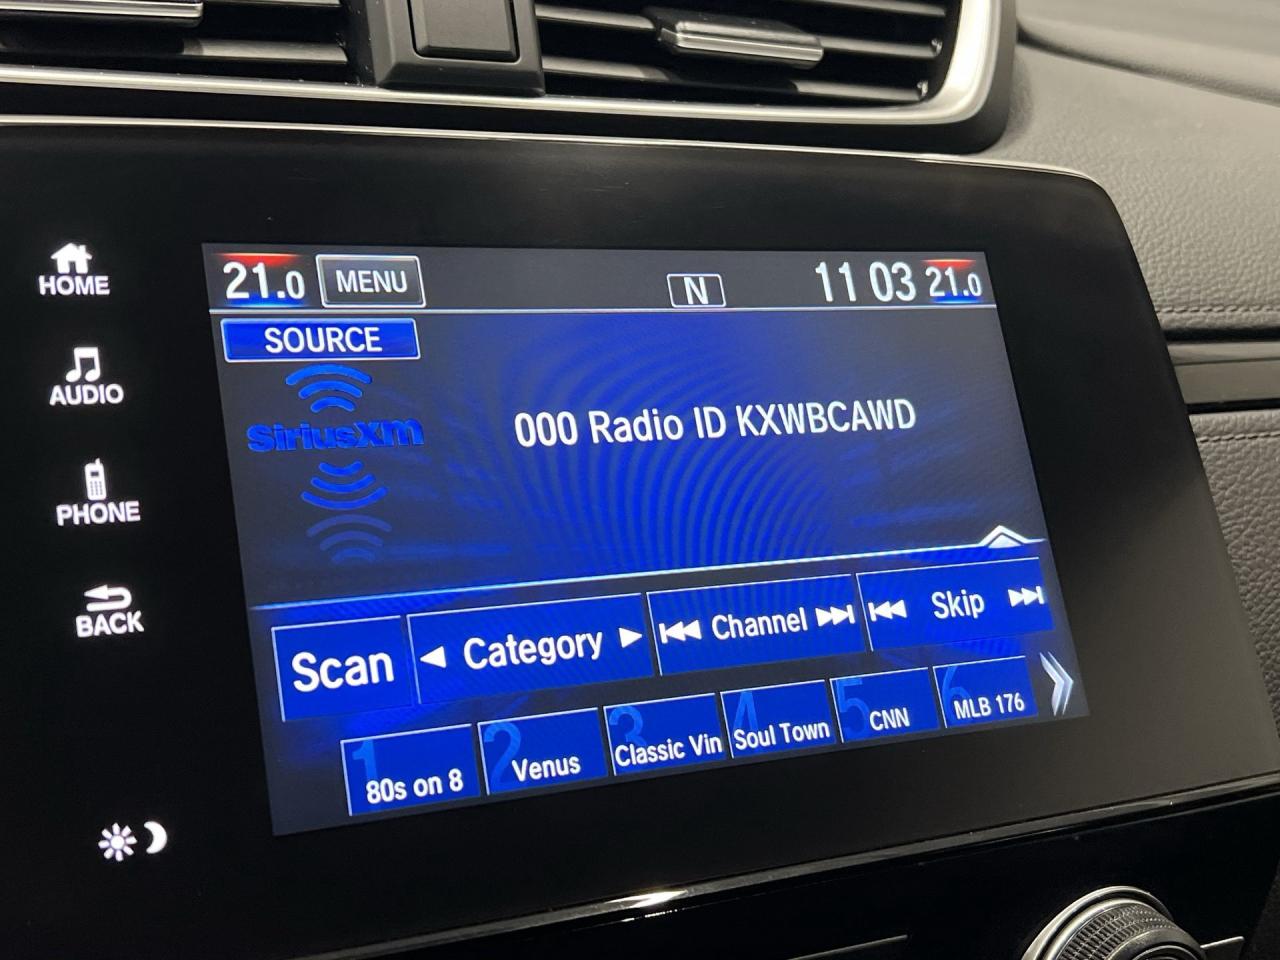 HOME
AUDIO
PHONE
BACK
21.0 MENU N 11 03 21.0
SOURCE
SiriusXM
000 Radio ID KXWBCAWD
Scan Category Channel Skip
1 80s on 8
2 Venus
3 Classic Vin
4 Soul Town
5 CNN
6 MLB 176